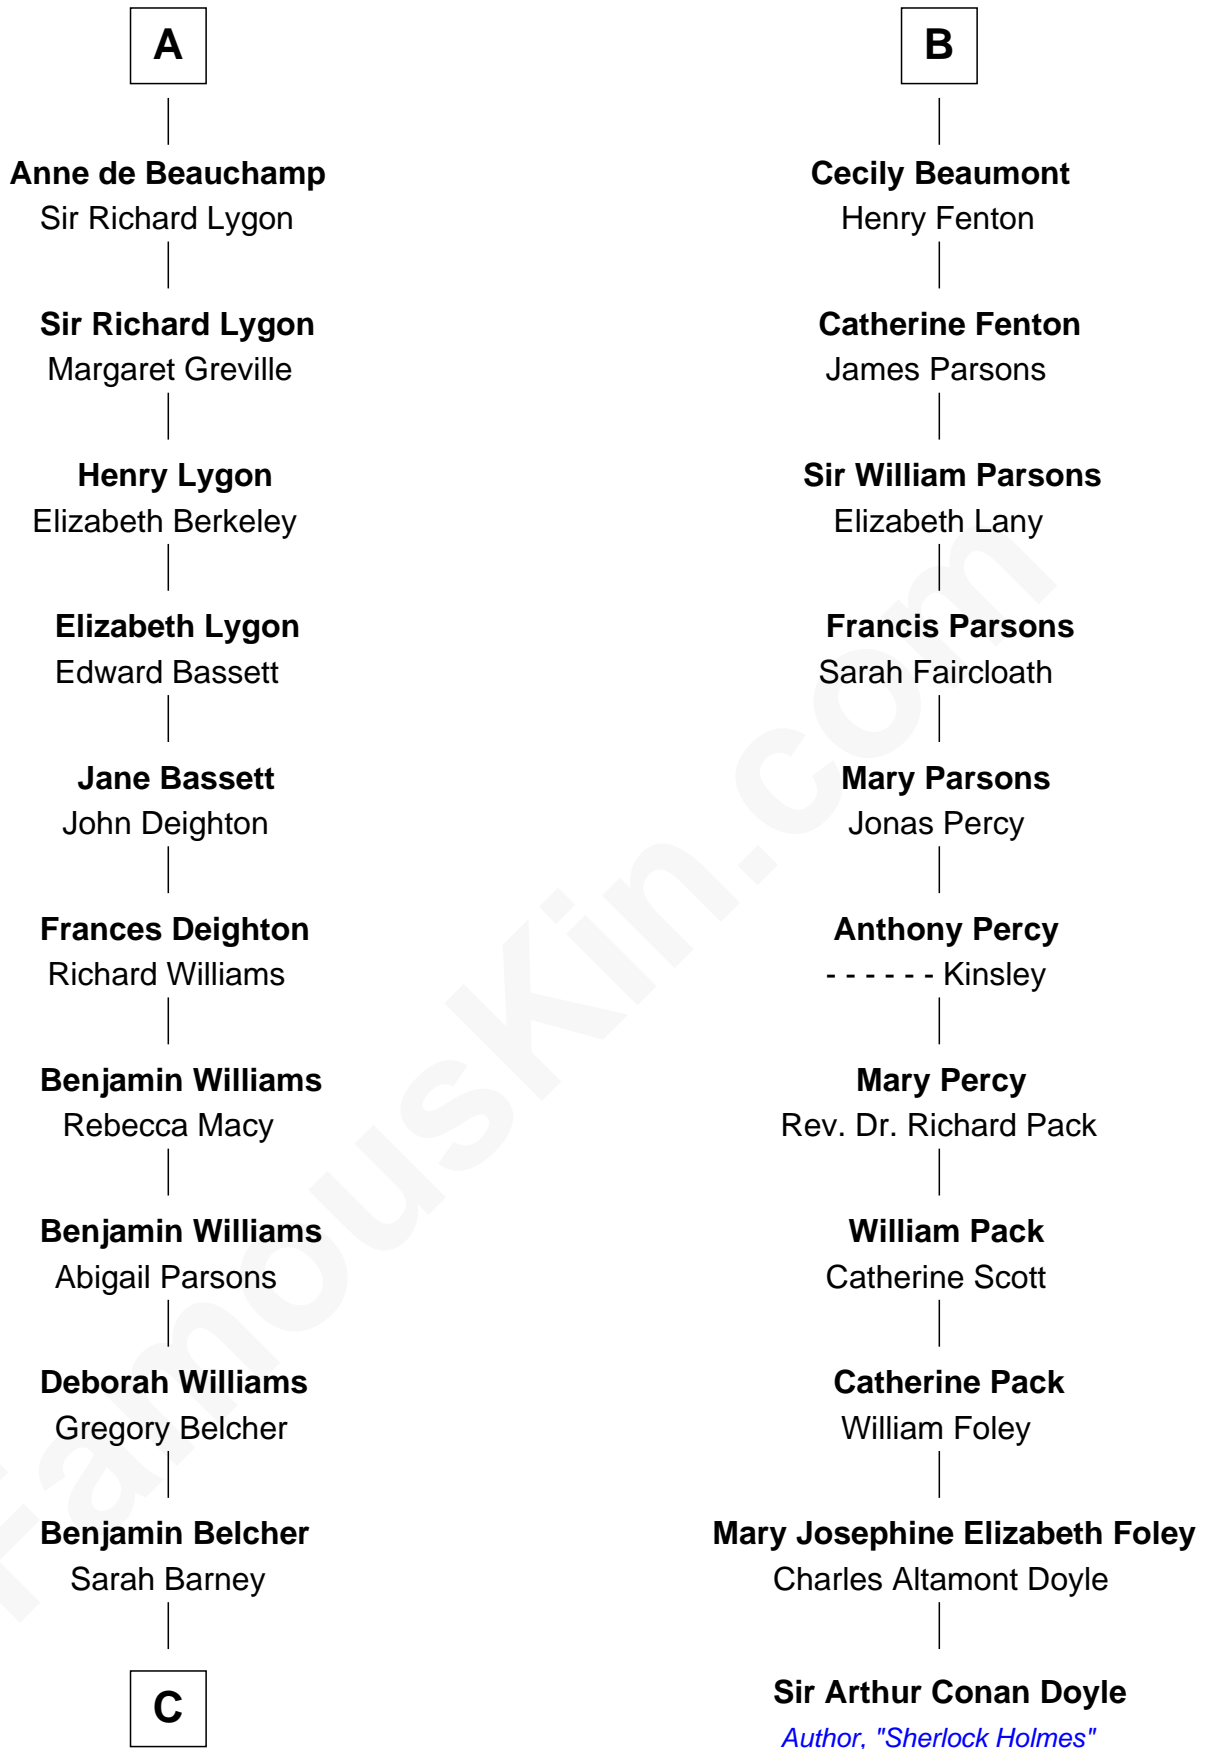 A
Anne de Beauchamp
Sir Richard Lygon
Sir Richard Lygon
Margaret Greville
Henry Lygon
Elizabeth Berkeley
Elizabeth Lygon
Edward Bassett
Jane Bassett
John Deighton
Frances Deighton
Richard Williams
Benjamin Williams
Rebecca Macy
Benjamin Williams
Abigail Parsons
Deborah Williams
Gregory Belcher
Benjamin Belcher
Sarah Barney
C
B
Cecily Beaumont
Henry Fenton
Catherine Fenton
James Parsons
Sir William Parsons
Elizabeth Lany
Francis Parsons
Sarah Faircloath
Mary Parsons
Jonas Percy
Anthony Percy
- - - - - - Kinsley
Mary Percy
Rev. Dr. Richard Pack
William Pack
Catherine Scott
Catherine Pack
William Foley
Mary Josephine Elizabeth Foley
Charles Altamont Doyle
Sir Arthur Conan Doyle
Author, "Sherlock Holmes"
FamousKin.com